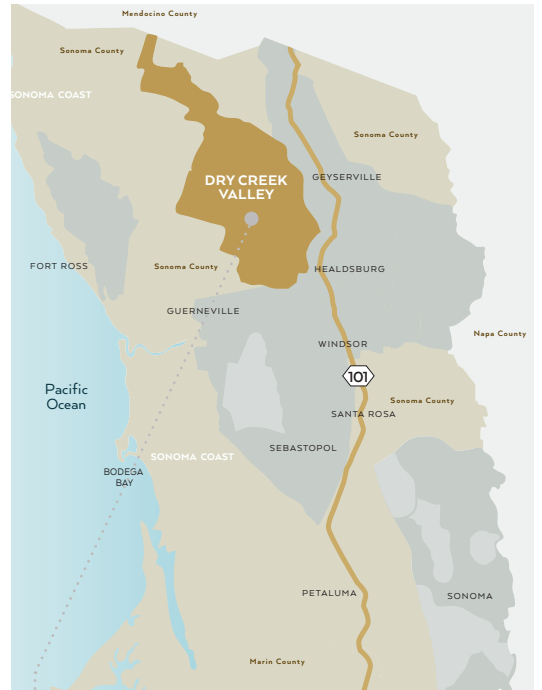 Mendocino County
Sonoma County
SONOMA COAST
Sonoma County
GEYSERVILLE
DRY CREEK
VALLEY
FORT ROSS
Sonoma County
HEALDSBURG
GUERNEVILLE
Napa County
WINDSOR
101
Pacific
Ocean
Sonoma County
SANTA ROSA
SEBASTOPOL
SONOMA COAST
BODEGA
BAY
PETALUMA
SONOMA
Marin County